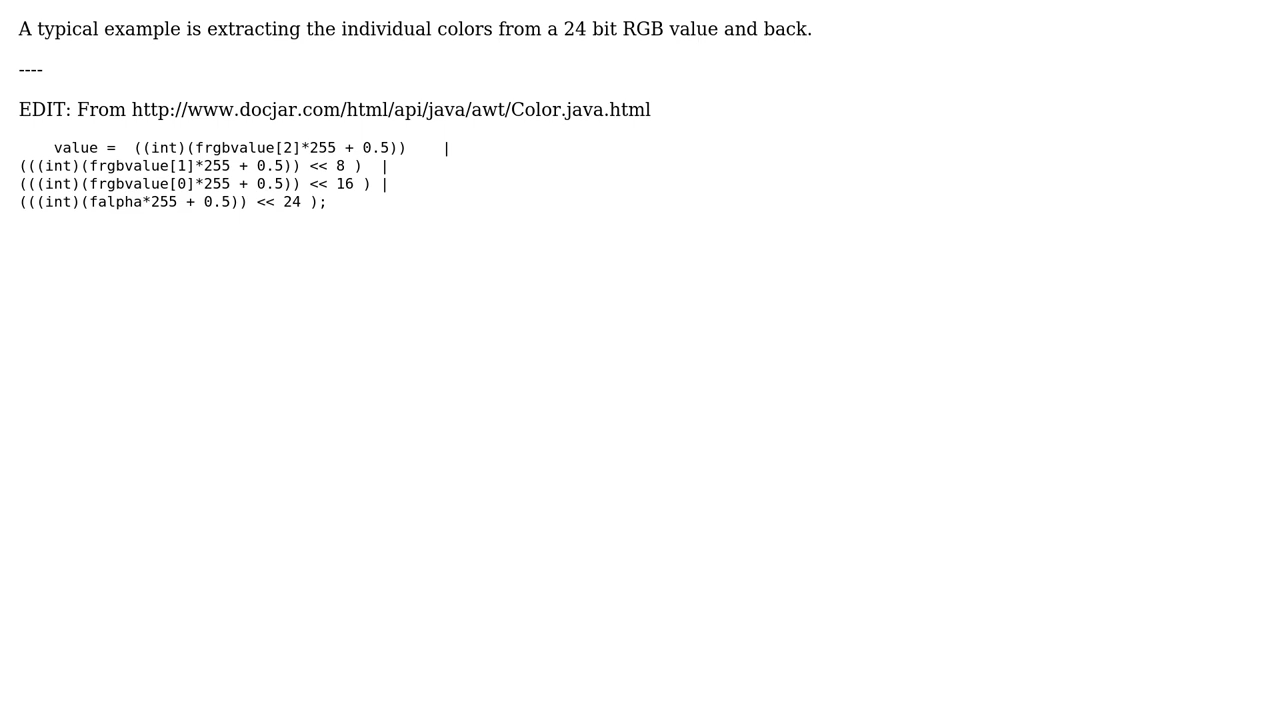 A typical example is extracting the individual colors from a 24 bit RGB value and back.
----
EDIT: From http://www.docjar.com/html/api/java/awt/Color.java.html
    value =  ((int)(frgbvalue[2]*255 + 0.5))    |
(((int)(frgbvalue[1]*255 + 0.5)) << 8 )  |
(((int)(frgbvalue[0]*255 + 0.5)) << 16 ) |
(((int)(falpha*255 + 0.5)) << 24 );